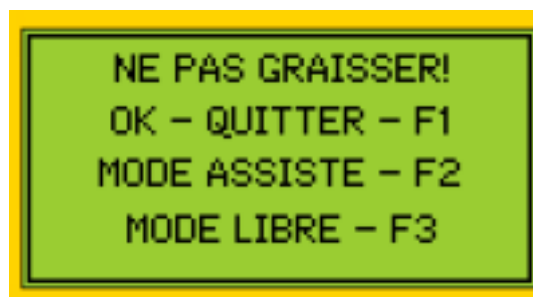 NE PAS GRAISSER!
OK – QUITTER – F1
MODE ASSISTE – F2
MODE LIBRE – F3